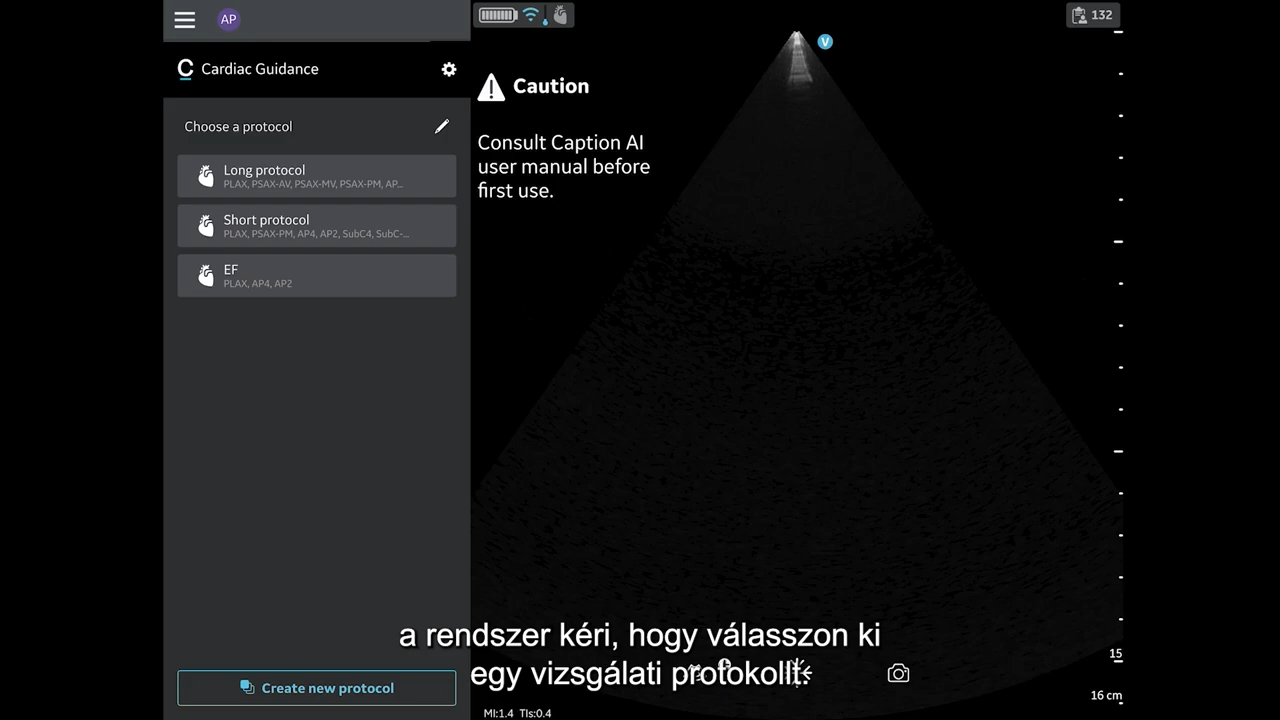 AP
132
C Cardiac Guidance
V
Caution
Choose a protocol
Consult Caption AI
user manual before
first use.
Long protocol
PLAX, PSAX-AV, PSAX-MV, PSAX-PM, AP...
Short protocol
PLAX, PSAX-PM, AP4, AP2, SubC4, SubC-...
EF
PLAX, AP4, AP2
a rendszer kéri, hogy válasszon ki
egy vizsgálati protokollt.
15
Create new protocol
16 cm
MI:1.4 TIs:0.4